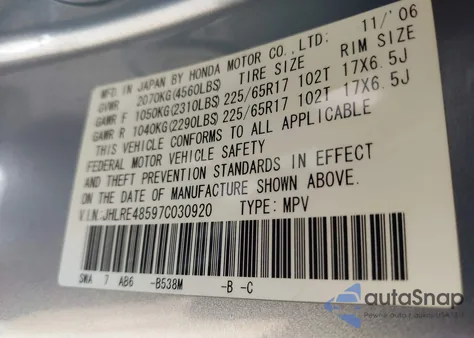 MFD. IN JAPAN BY HONDA MOTOR CO.,LTD: 11/'06
GVWR 2070KG(4560LBS) TIRE SIZE RIM SIZE
GAWR F 1050KG(2310LBS) 225/65R17 102T 17X6.5J
GAWR R 1040KG(2290LBS) 225/65R17 102T 17X6.5J
THIS VEHICLE CONFORMS TO ALL APPLICABLE
FEDERAL MOTOR VEHICLE SAFETY
AND THEFT PREVENTION STANDARDS IN EFFECT
ON THE DATE OF MANUFACTURE SHOWN ABOVE.
V.I.N.:JHLRE48597C030920 TYPE: MPV
SWA 7 AB6 -B538M -B -C
autoSnap